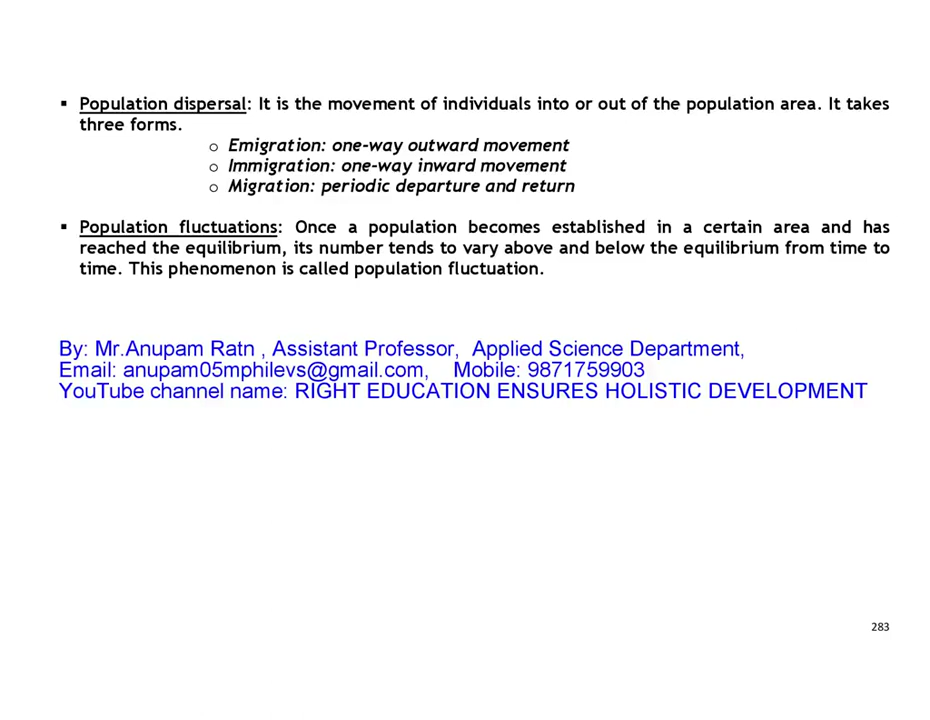 ▪ Population dispersal: It is the movement of individuals into or out of the population area. It takes
three forms.
o Emigration: one-way outward movement
o Immigration: one-way inward movement
o Migration: periodic departure and return
▪ Population fluctuations: Once a population becomes established in a certain area and has
reached the equilibrium, its number tends to vary above and below the equilibrium from time to
time. This phenomenon is called population fluctuation.
By: Mr.Anupam Ratn , Assistant Professor, Applied Science Department,
Email: anupam05mphilevs@gmail.com, Mobile: 9871759903
YouTube channel name: RIGHT EDUCATION ENSURES HOLISTIC DEVELOPMENT
283